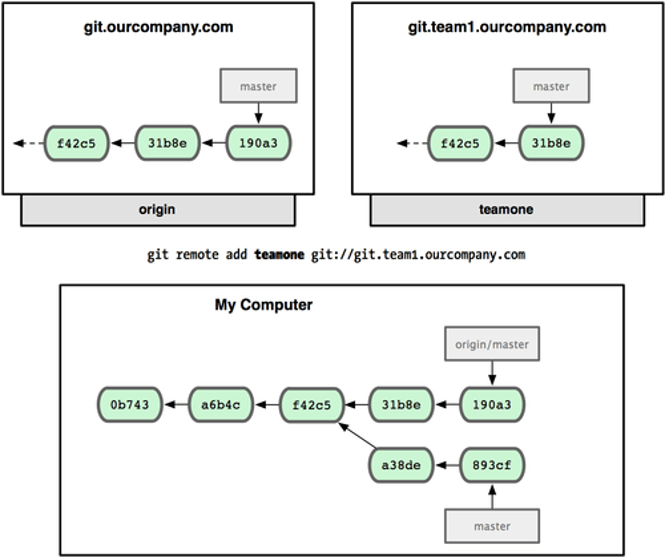 git.ourcompany.com
master
f42c5 31b8e 190a3
origin
git.team1.ourcompany.com
master
f42c5 31b8e
teamone
git remote add teamone git://git.team1.ourcompany.com
My Computer
origin/master
0b743 a6b4c f42c5 31b8e 190a3
a38de 893cf
master